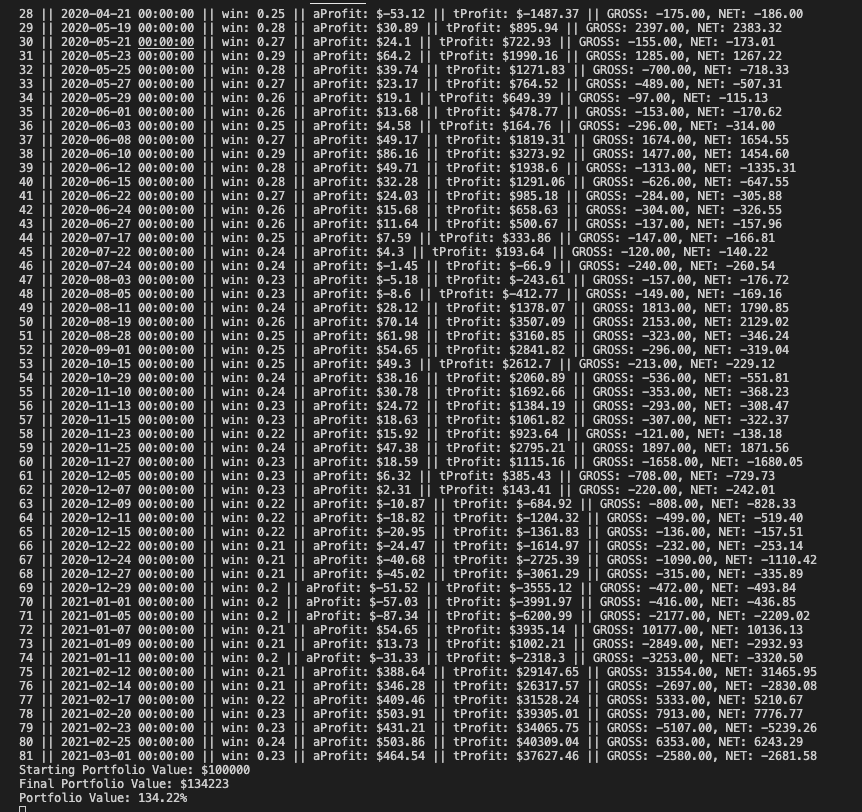 28 || 2020-04-21 00:00:00 || win: 0.25 || aProfit: $-53.12 || tProfit: $-1487.37 || GROSS: -175.00, NET: -186.00
29 || 2020-05-19 00:00:00 || win: 0.28 || aProfit: $30.89 || tProfit: $895.94 || GROSS: 2397.00, NET: 2383.32
30 || 2020-05-21 00:00:00 || win: 0.27 || aProfit: $24.1 || tProfit: $722.93 || GROSS: -155.00, NET: -173.01
31 || 2020-05-23 00:00:00 || win: 0.29 || aProfit: $64.2 || tProfit: $1990.16 || GROSS: 1285.00, NET: 1267.22
32 || 2020-05-25 00:00:00 || win: 0.28 || aProfit: $39.74 || tProfit: $1271.83 || GROSS: -700.00, NET: -718.33
33 || 2020-05-27 00:00:00 || win: 0.27 || aProfit: $23.17 || tProfit: $764.52 || GROSS: -489.00, NET: -507.31
34 || 2020-05-29 00:00:00 || win: 0.26 || aProfit: $19.1 || tProfit: $649.39 || GROSS: -97.00, NET: -115.13
35 || 2020-06-01 00:00:00 || win: 0.26 || aProfit: $13.68 || tProfit: $478.77 || GROSS: -153.00, NET: -170.62
36 || 2020-06-03 00:00:00 || win: 0.25 || aProfit: $4.58 || tProfit: $164.76 || GROSS: -296.00, NET: -314.00
37 || 2020-06-08 00:00:00 || win: 0.27 || aProfit: $49.17 || tProfit: $1819.31 || GROSS: 1674.00, NET: 1654.55
38 || 2020-06-10 00:00:00 || win: 0.29 || aProfit: $86.16 || tProfit: $3273.92 || GROSS: 1477.00, NET: 1454.60
39 || 2020-06-12 00:00:00 || win: 0.28 || aProfit: $49.71 || tProfit: $1938.6 || GROSS: -1313.00, NET: -1335.31
40 || 2020-06-15 00:00:00 || win: 0.28 || aProfit: $32.28 || tProfit: $1291.06 || GROSS: -626.00, NET: -647.55
41 || 2020-06-22 00:00:00 || win: 0.27 || aProfit: $24.03 || tProfit: $985.18 || GROSS: -284.00, NET: -305.88
42 || 2020-06-24 00:00:00 || win: 0.26 || aProfit: $15.68 || tProfit: $658.63 || GROSS: -304.00, NET: -326.55
43 || 2020-06-27 00:00:00 || win: 0.26 || aProfit: $11.64 || tProfit: $500.67 || GROSS: -137.00, NET: -157.96
44 || 2020-07-17 00:00:00 || win: 0.25 || aProfit: $7.59 || tProfit: $333.86 || GROSS: -147.00, NET: -166.81
45 || 2020-07-22 00:00:00 || win: 0.24 || aProfit: $4.3 || tProfit: $193.64 || GROSS: -120.00, NET: -140.22
46 || 2020-07-24 00:00:00 || win: 0.24 || aProfit: $-1.45 || tProfit: $-66.9 || GROSS: -240.00, NET: -260.54
47 || 2020-08-03 00:00:00 || win: 0.23 || aProfit: $-5.18 || tProfit: $-243.61 || GROSS: -157.00, NET: -176.72
48 || 2020-08-05 00:00:00 || win: 0.23 || aProfit: $-8.6 || tProfit: $-412.77 || GROSS: -149.00, NET: -169.16
49 || 2020-08-11 00:00:00 || win: 0.24 || aProfit: $28.12 || tProfit: $1378.07 || GROSS: 1813.00, NET: 1790.85
50 || 2020-08-19 00:00:00 || win: 0.26 || aProfit: $70.14 || tProfit: $3507.09 || GROSS: 2153.00, NET: 2129.02
51 || 2020-08-28 00:00:00 || win: 0.25 || aProfit: $61.98 || tProfit: $3160.85 || GROSS: -323.00, NET: -346.24
52 || 2020-09-01 00:00:00 || win: 0.25 || aProfit: $54.65 || tProfit: $2841.82 || GROSS: -296.00, NET: -319.04
53 || 2020-10-15 00:00:00 || win: 0.25 || aProfit: $49.3 || tProfit: $2612.7 || GROSS: -213.00, NET: -229.12
54 || 2020-10-29 00:00:00 || win: 0.24 || aProfit: $38.16 || tProfit: $2060.89 || GROSS: -536.00, NET: -551.81
55 || 2020-11-10 00:00:00 || win: 0.24 || aProfit: $30.78 || tProfit: $1692.66 || GROSS: -353.00, NET: -368.23
56 || 2020-11-13 00:00:00 || win: 0.23 || aProfit: $24.72 || tProfit: $1384.19 || GROSS: -293.00, NET: -308.47
57 || 2020-11-15 00:00:00 || win: 0.23 || aProfit: $18.63 || tProfit: $1061.82 || GROSS: -307.00, NET: -322.37
58 || 2020-11-23 00:00:00 || win: 0.22 || aProfit: $15.92 || tProfit: $923.64 || GROSS: -121.00, NET: -138.18
59 || 2020-11-25 00:00:00 || win: 0.24 || aProfit: $47.38 || tProfit: $2795.21 || GROSS: 1897.00, NET: 1871.56
60 || 2020-11-27 00:00:00 || win: 0.23 || aProfit: $18.59 || tProfit: $1115.16 || GROSS: -1658.00, NET: -1680.05
61 || 2020-12-05 00:00:00 || win: 0.23 || aProfit: $6.32 || tProfit: $385.43 || GROSS: -708.00, NET: -729.73
62 || 2020-12-07 00:00:00 || win: 0.23 || aProfit: $2.31 || tProfit: $143.41 || GROSS: -220.00, NET: -242.01
63 || 2020-12-09 00:00:00 || win: 0.22 || aProfit: $-10.87 || tProfit: $-684.92 || GROSS: -808.00, NET: -828.33
64 || 2020-12-11 00:00:00 || win: 0.22 || aProfit: $-18.82 || tProfit: $-1204.32 || GROSS: -499.00, NET: -519.40
65 || 2020-12-15 00:00:00 || win: 0.22 || aProfit: $-20.95 || tProfit: $-1361.83 || GROSS: -136.00, NET: -157.51
66 || 2020-12-22 00:00:00 || win: 0.21 || aProfit: $-24.47 || tProfit: $-1614.97 || GROSS: -232.00, NET: -253.14
67 || 2020-12-24 00:00:00 || win: 0.21 || aProfit: $-40.68 || tProfit: $-2725.39 || GROSS: -1090.00, NET: -1110.42
68 || 2020-12-27 00:00:00 || win: 0.21 || aProfit: $-45.02 || tProfit: $-3061.29 || GROSS: -315.00, NET: -335.89
69 || 2020-12-29 00:00:00 || win: 0.2 || aProfit: $-51.52 || tProfit: $-3555.12 || GROSS: -472.00, NET: -493.84
70 || 2021-01-01 00:00:00 || win: 0.2 || aProfit: $-57.03 || tProfit: $-3991.97 || GROSS: -416.00, NET: -436.85
71 || 2021-01-05 00:00:00 || win: 0.2 || aProfit: $-87.34 || tProfit: $-6200.99 || GROSS: -2177.00, NET: -2209.02
72 || 2021-01-07 00:00:00 || win: 0.21 || aProfit: $54.65 || tProfit: $3935.14 || GROSS: 10177.00, NET: 10136.13
73 || 2021-01-09 00:00:00 || win: 0.21 || aProfit: $13.73 || tProfit: $1002.21 || GROSS: -2849.00, NET: -2932.93
74 || 2021-01-11 00:00:00 || win: 0.2 || aProfit: $-31.33 || tProfit: $-2318.3 || GROSS: -3253.00, NET: -3320.50
75 || 2021-02-12 00:00:00 || win: 0.21 || aProfit: $388.64 || tProfit: $29147.65 || GROSS: 31554.00, NET: 31465.95
76 || 2021-02-14 00:00:00 || win: 0.21 || aProfit: $346.28 || tProfit: $26317.57 || GROSS: -2697.00, NET: -2830.08
77 || 2021-02-17 00:00:00 || win: 0.22 || aProfit: $409.46 || tProfit: $31528.24 || GROSS: 5333.00, NET: 5210.67
78 || 2021-02-20 00:00:00 || win: 0.23 || aProfit: $503.91 || tProfit: $39305.01 || GROSS: 7913.00, NET: 7776.77
79 || 2021-02-23 00:00:00 || win: 0.23 || aProfit: $431.21 || tProfit: $34065.75 || GROSS: -5107.00, NET: -5239.26
80 || 2021-02-25 00:00:00 || win: 0.24 || aProfit: $503.86 || tProfit: $40309.04 || GROSS: 6353.00, NET: 6243.29
81 || 2021-03-01 00:00:00 || win: 0.23 || aProfit: $464.54 || tProfit: $37627.46 || GROSS: -2580.00, NET: -2681.58
Starting Portfolio Value: $100000
Final Portfolio Value: $134223
Portfolio Value: 134.22%